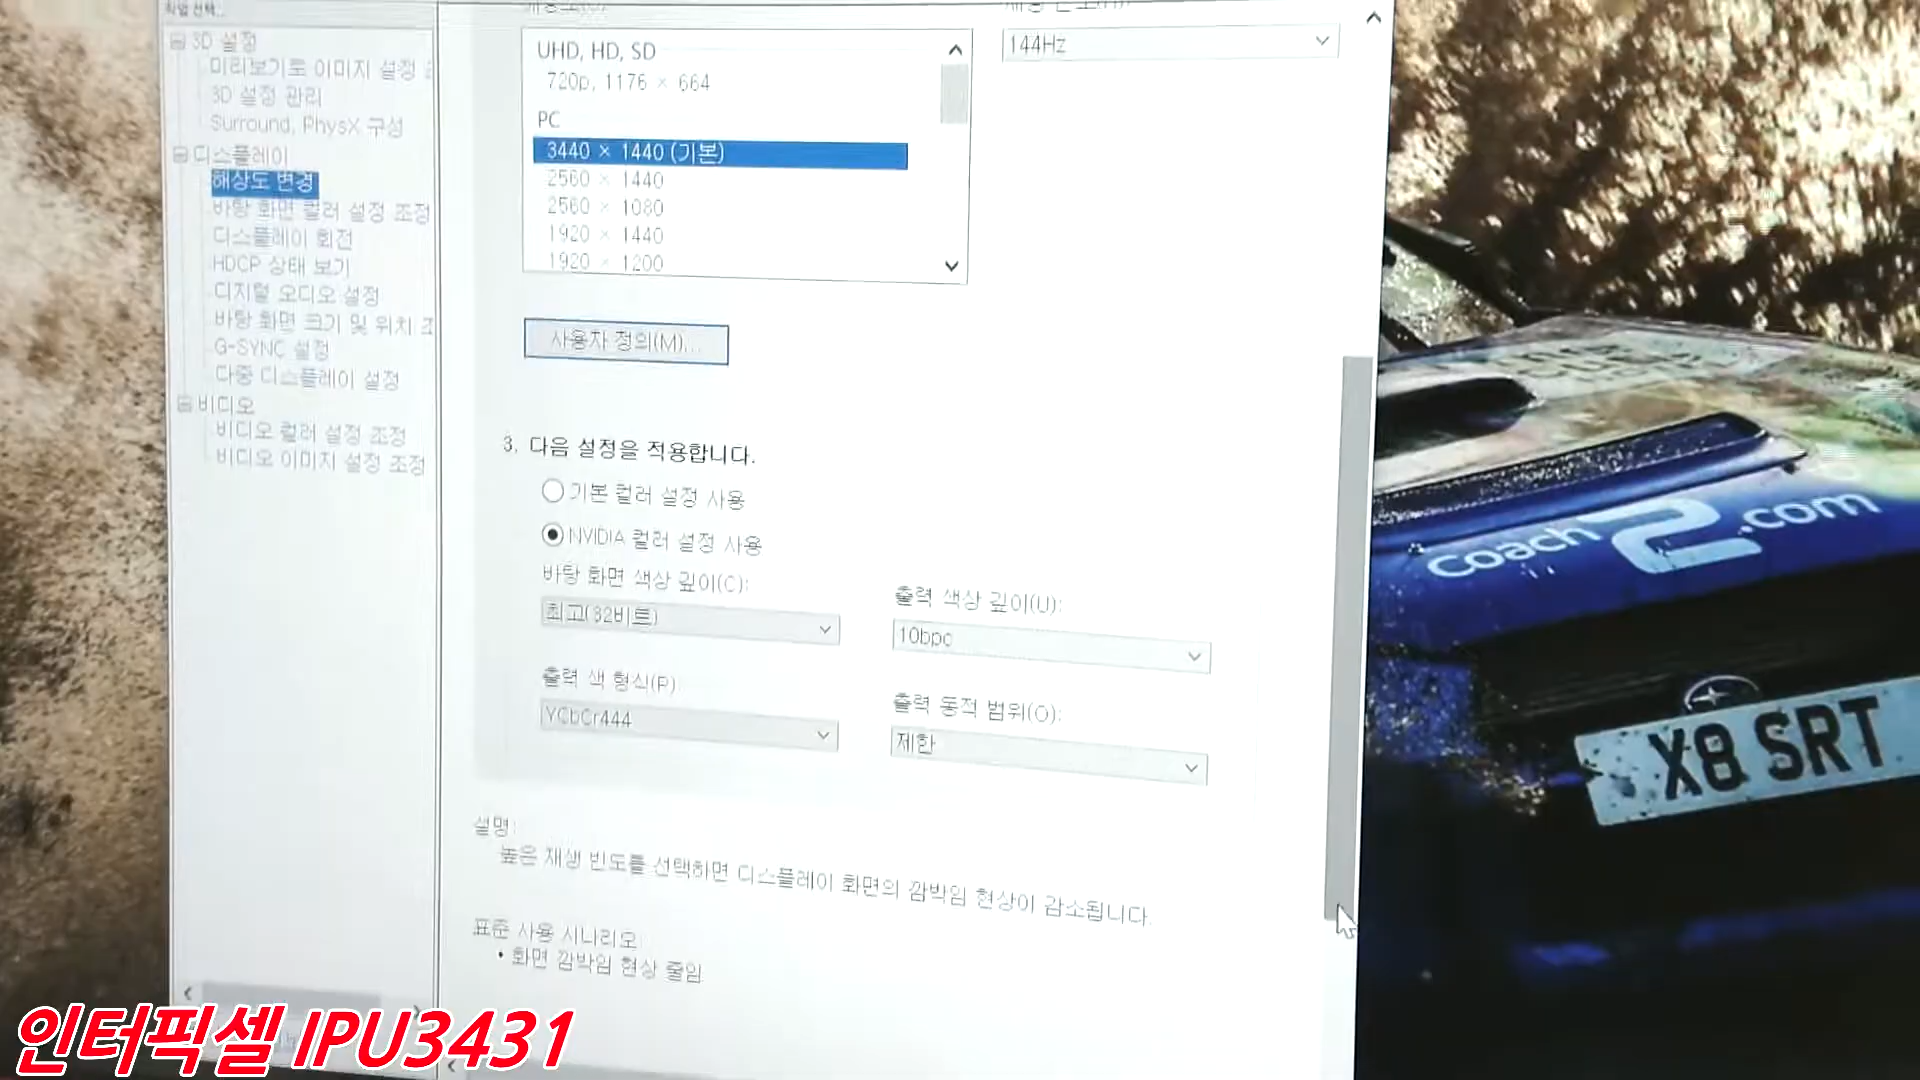 작업 선택...
3D 설정
미리보기로 이미지 설정
3D 설정 관리
Surround, PhysX 구성
디스플레이
해상도 변경
바탕 화면 컬러 설정 조정
디스플레이 회전
HDCP 상태 보기
디지털 오디오 설정
바탕 화면 크기 및 위치 조
G-SYNC 설정
다중 디스플레이 설정
비디오
비디오 컬러 설정 조정
비디오 이미지 설정 조정
UHD, HD, SD
720p, 1176 × 664
PC
3440 × 1440 (기본)
2560 × 1440
2560 × 1080
1920 × 1440
1920 × 1200
144Hz
사용자 정의(M)...
3. 다음 설정을 적용합니다.
기본 컬러 설정 사용
NVIDIA 컬러 설정 사용
바탕 화면 색상 깊이(C):
최고(32비트)
출력 색상 깊이(U):
10bpc
출력 색 형식(R)
YCbCr444
출력 동적 범위(O):
제한
설명:
높은 재생 빈도를 선택하면 디스플레이 화면의 깜박임 현상이 감소됩니다.
표준 사용 시나리오
• 화면 깜박임 현상 줄임
coach2.com
X8 SRT
인터픽셀 IPU3431